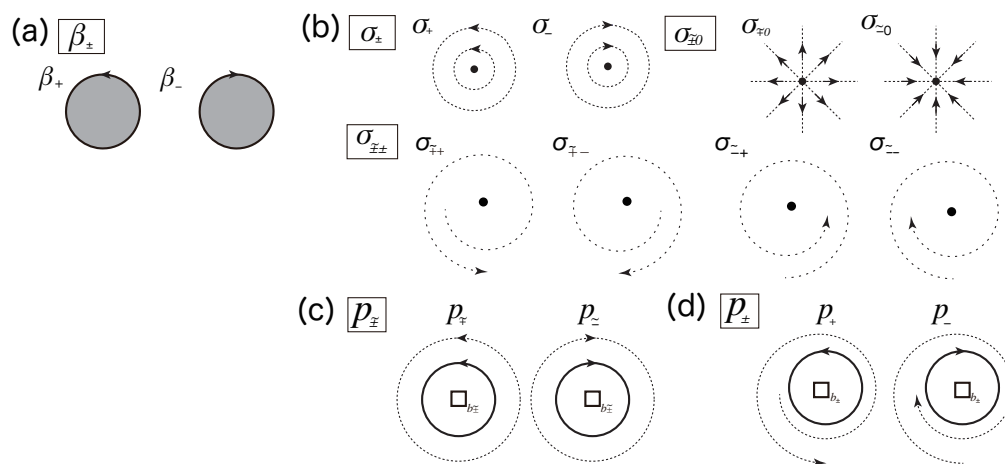 (a) β±
β+ β-
(b) σ± σ+ σ- σ∓̃0 σ∓̃0 σ~-0
σ∓̃± σ∓̃+ σ∓̃- σ~-+ σ~--
(c) p∓̃ p∓̃ p~-
b∓̃ b∓̃
(d) p± p+ p-
b± b±